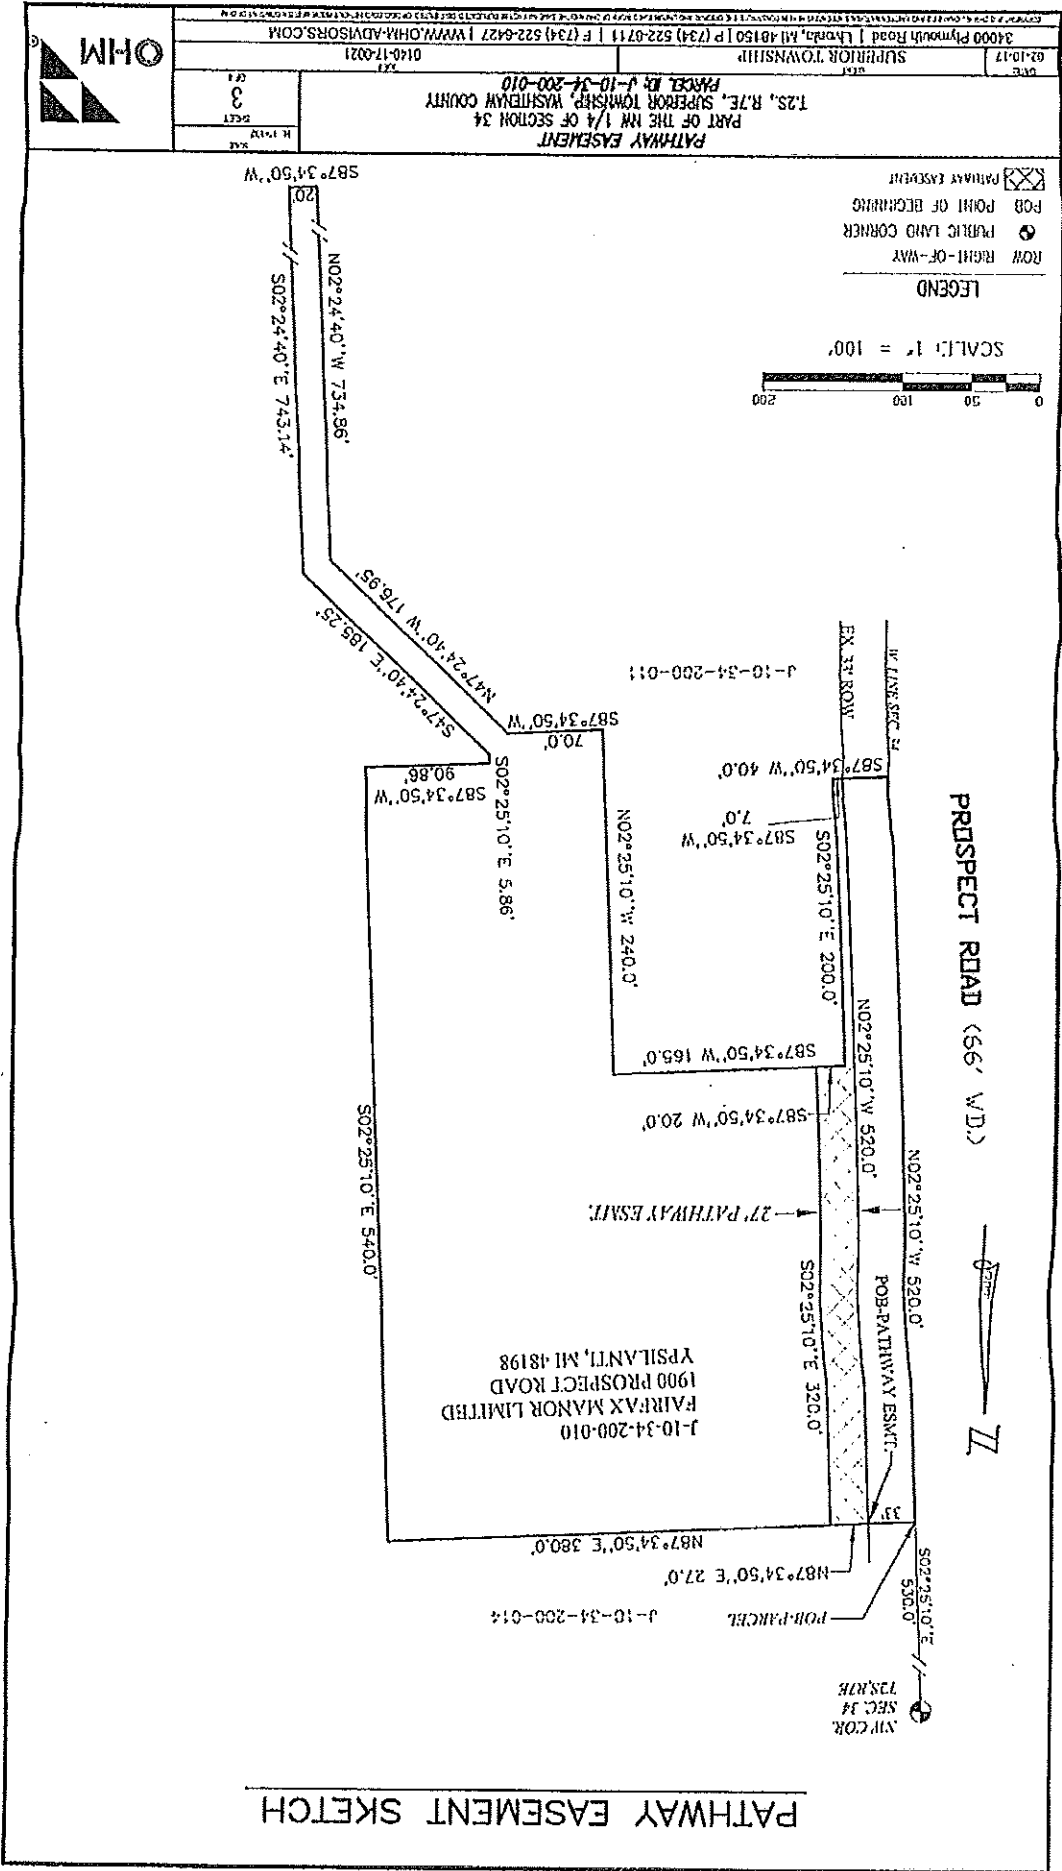 PATHWAY EASEMENT SKETCH
NW COR.
SEC. 34
T2S, R7E
S02°25'10"E
530.0'
POB-PARCEL
J-10-34-200-014
N87°34'50"E 27.0'
N87°34'50"E 380.0'
33'
POB-PATHWAY ESMT.
J-10-34-200-010
FAIRFAX MANOR LIMITED
1900 PROSPECT ROAD
YPSILANTI, MI 48198
Z
PROSPECT ROAD (66' WD.)
N02°25'10"W 520.0'
N02°25'10"W 520.0'
S02°25'10"E 320.0'
27' PATHWAY ESMT.
S02°25'10"E 540.0'
S87°34'50"W 20.0'
S87°34'50"W 165.0'
S02°25'10"E 200.0'
N02°25'10"W 240.0'
S87°34'50"W
7.0'
S87°34'50"W 40.0'
S87°34'50"W
90.86'
S02°25'10"E 5.86'
70.0'
S87°34'50"W
W LINE SEC. 34
EX 33' ROW
J-10-34-200-011
S47°24'40"E 185.25'
N47°24'40"W 176.95'
N02°24'40"W 734.86'
S02°24'40"E 743.14'
20'
S87°34'50"W
0 50 100 200
SCALE: 1" = 100'
LEGEND
ROW RIGHT-OF-WAY
PUBLIC LAND CORNER
POB POINT OF BEGINNING
PATHWAY EASEMENT
PATHWAY EASEMENT
PART OF THE NW 1/4 OF SECTION 34
T.2S., R.7E., SUPERIOR TOWNSHIP, WASHTENAW COUNTY
PARCEL ID: J-10-34-200-010
SHEET
3
DATE
02-10-17
CLIENT
SUPERIOR TOWNSHIP
0140-17-0021
34000 Plymouth Road | Livonia, MI 48150 | P (734) 522-6711 | F (734) 522-6427 | WWW.OHM-ADVISORS.COM
OHM